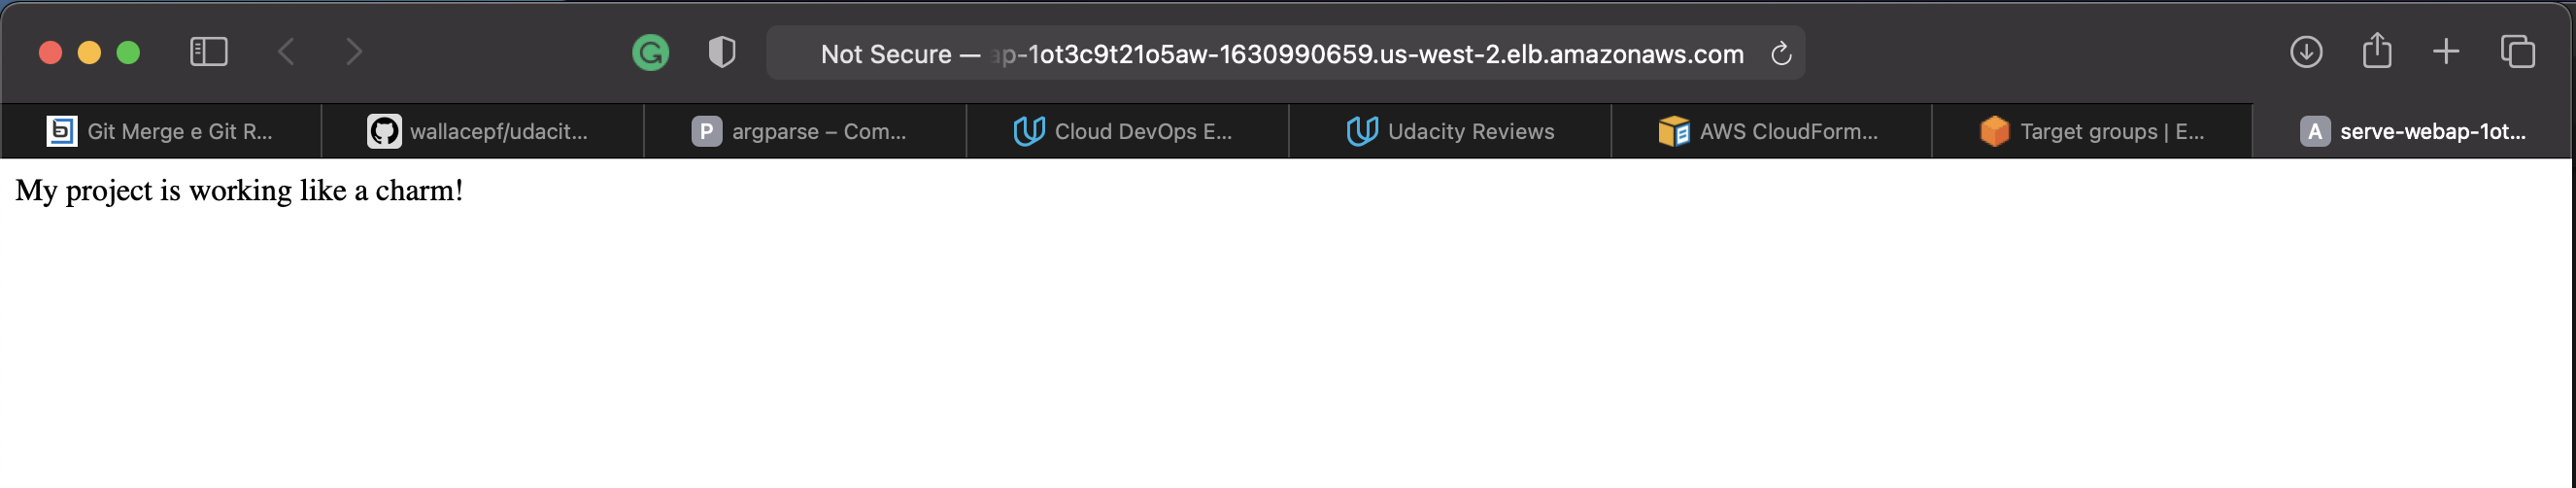 Not Secure — ap-1ot3c9t21o5aw-1630990659.us-west-2.elb.amazonaws.com
Git Merge e Git R...
wallacepf/udacit...
P argparse – Com...
Cloud DevOps E...
Udacity Reviews
AWS CloudForm...
Target groups | E...
A serve-webap-1ot...
My project is working like a charm!